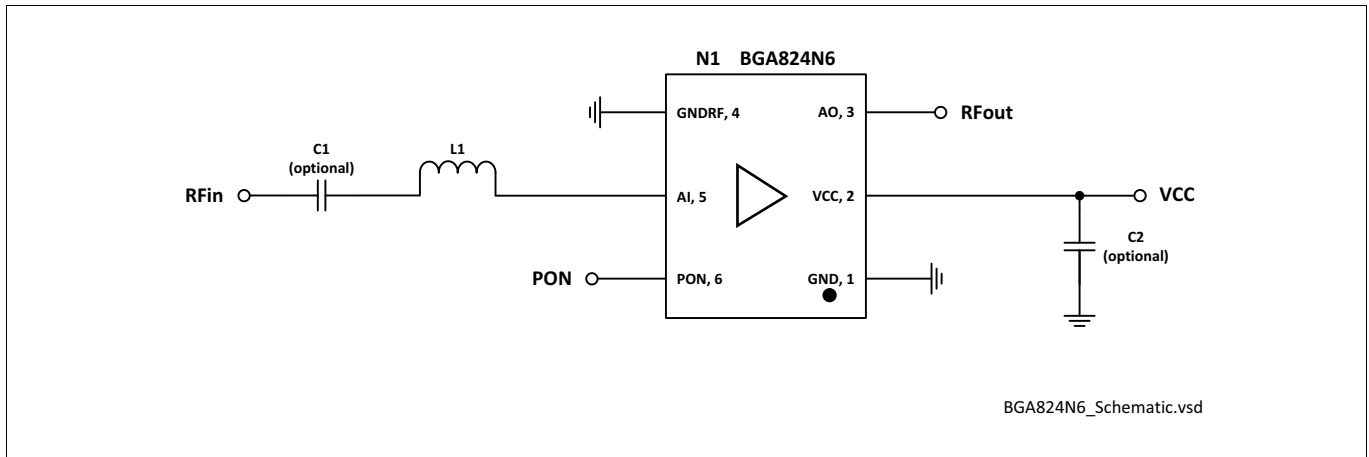 N1 BGA824N6
GNDRF, 4
AO, 3
RFout
C1
(optional)
L1
RFin
AI, 5
VCC, 2
VCC
C2
(optional)
PON
PON, 6
GND, 1
BGA824N6_Schematic.vsd